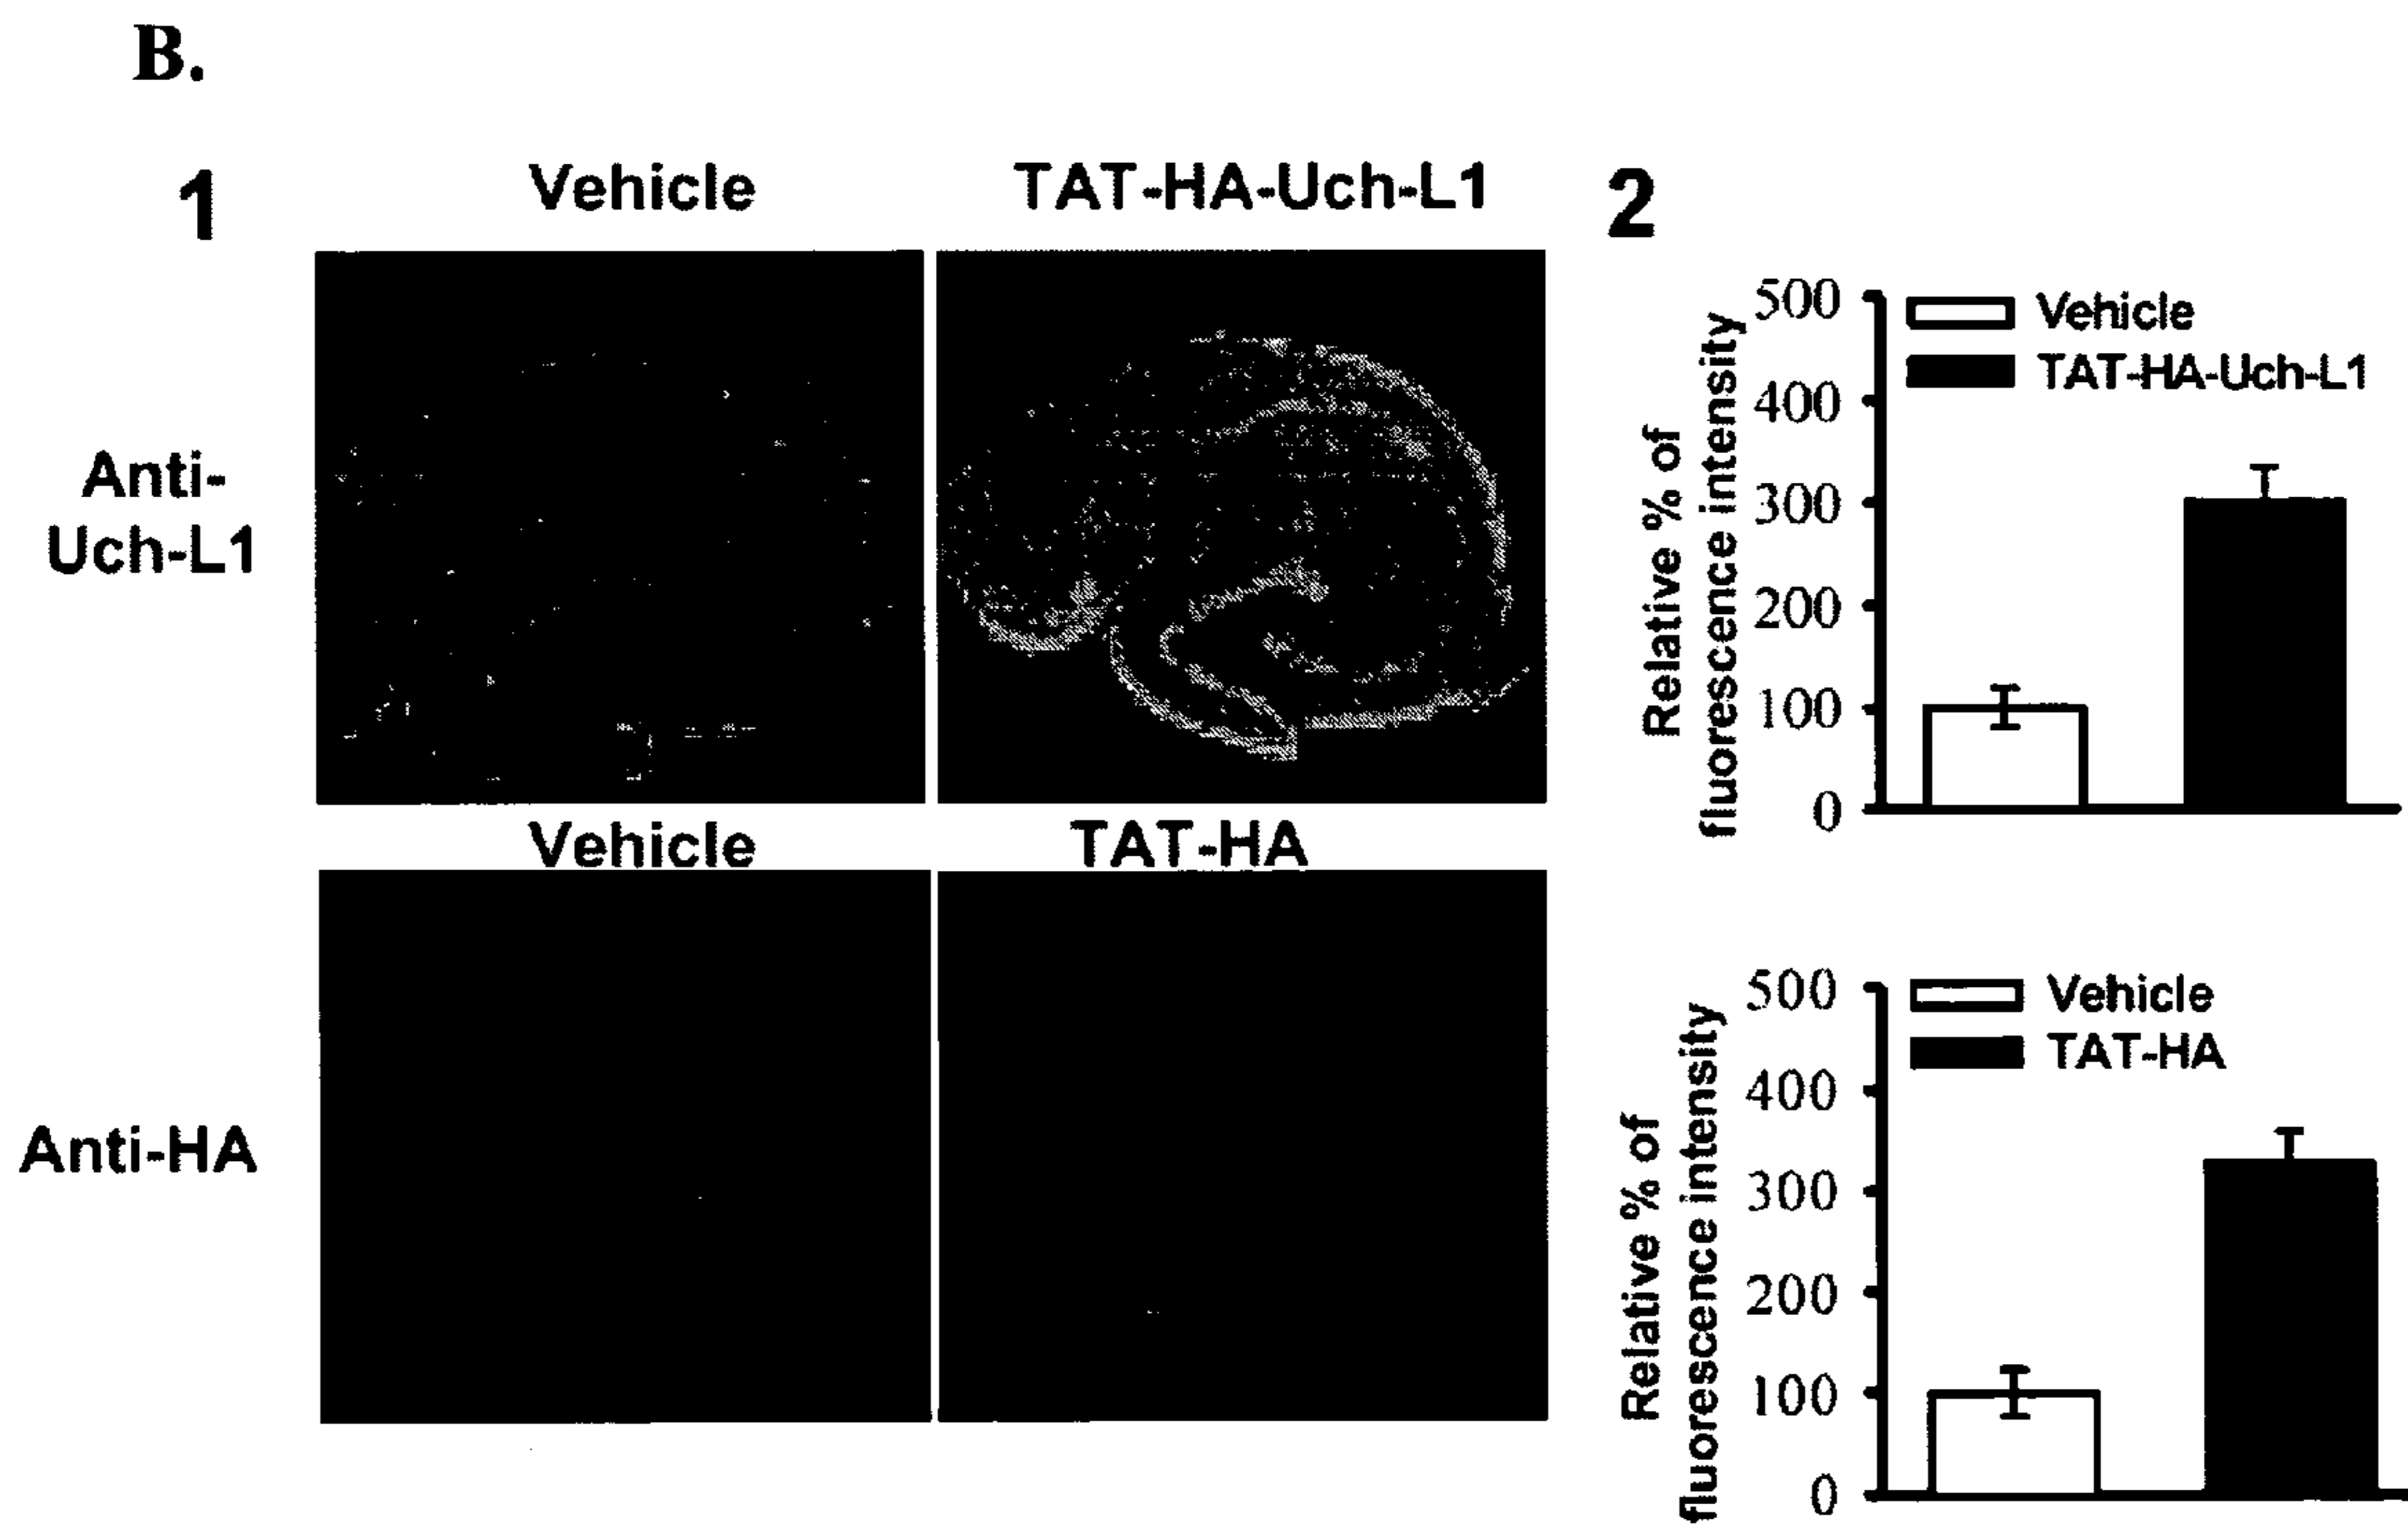 B.
1
Vehicle
TAT-HA-Uch-L1
Anti-
Uch-L1
Vehicle
TAT-HA
Anti-HA
2
Relative % of
fluorescence intensity
500
400
300
200
100
0
Vehicle
TAT-HA-Uch-L1
Relative % of
fluorescence intensity
500
400
300
200
100
0
Vehicle
TAT-HA